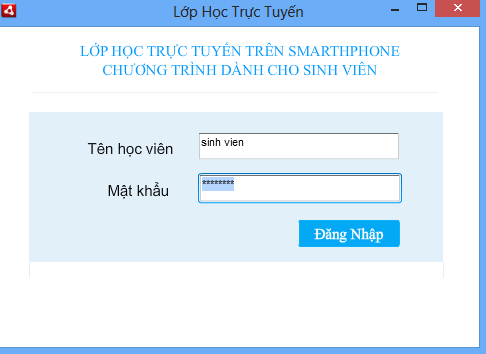 Lớp Học Trực Tuyến
LỚP HỌC TRỰC TUYẾN TRÊN SMARTHPHONE
CHƯƠNG TRÌNH DÀNH CHO SINH VIÊN
Tên học viên sinh vien
Mật khẩu ********
Đăng Nhập